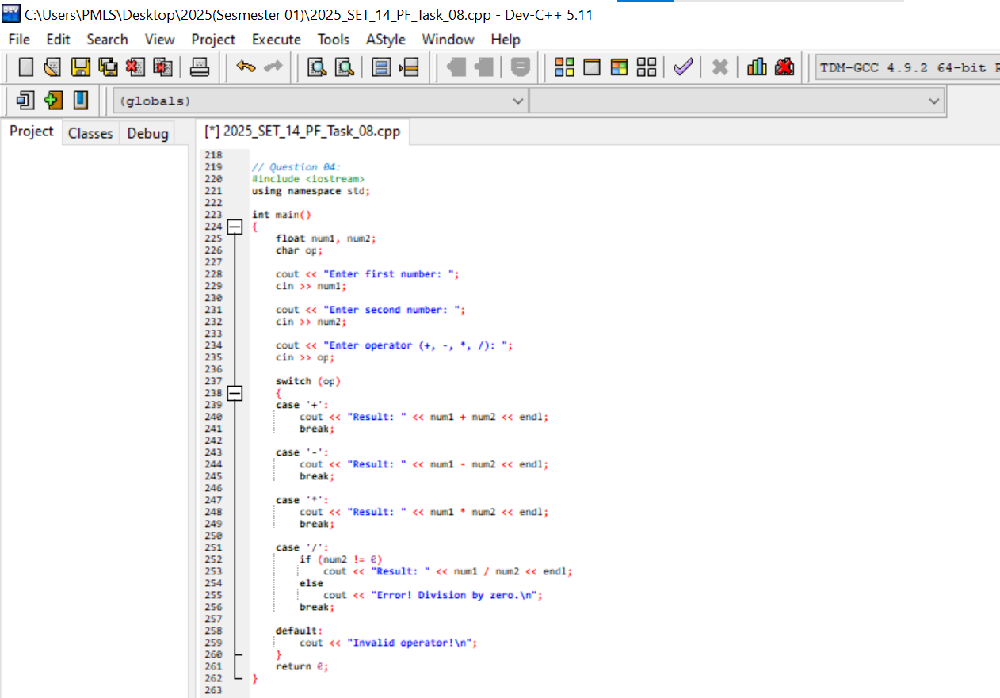 C:\Users\PMLS\Desktop\2025(Sesmester 01)\2025_SET_14_PF_Task_08.cpp - Dev-C++ 5.11
File Edit Search View Project Execute Tools AStyle Window Help
TDM-GCC 4.9.2 64-bit
(globals)
Project Classes Debug [*] 2025_SET_14_PF_Task_08.cpp
218
219 // Question 04:
220 #include <iostream>
221 using namespace std;
222
223 int main()
224 {
225 float num1, num2;
226 char op;
227
228 cout << "Enter first number: ";
229 cin >> num1;
230
231 cout << "Enter second number: ";
232 cin >> num2;
233
234 cout << "Enter operator (+, -, *, /): ";
235 cin >> op;
236
237 switch (op)
238 {
239 case '+':
240 cout << "Result: " << num1 + num2 << endl;
241 break;
242
243 case '-':
244 cout << "Result: " << num1 - num2 << endl;
245 break;
246
247 case '*':
248 cout << "Result: " << num1 * num2 << endl;
249 break;
250
251 case '/':
252 if (num2 != 0)
253 cout << "Result: " << num1 / num2 << endl;
254 else
255 cout << "Error! Division by zero.\n";
256 break;
257
258 default:
259 cout << "Invalid operator!\n";
260 }
261 return 0;
262 }
263